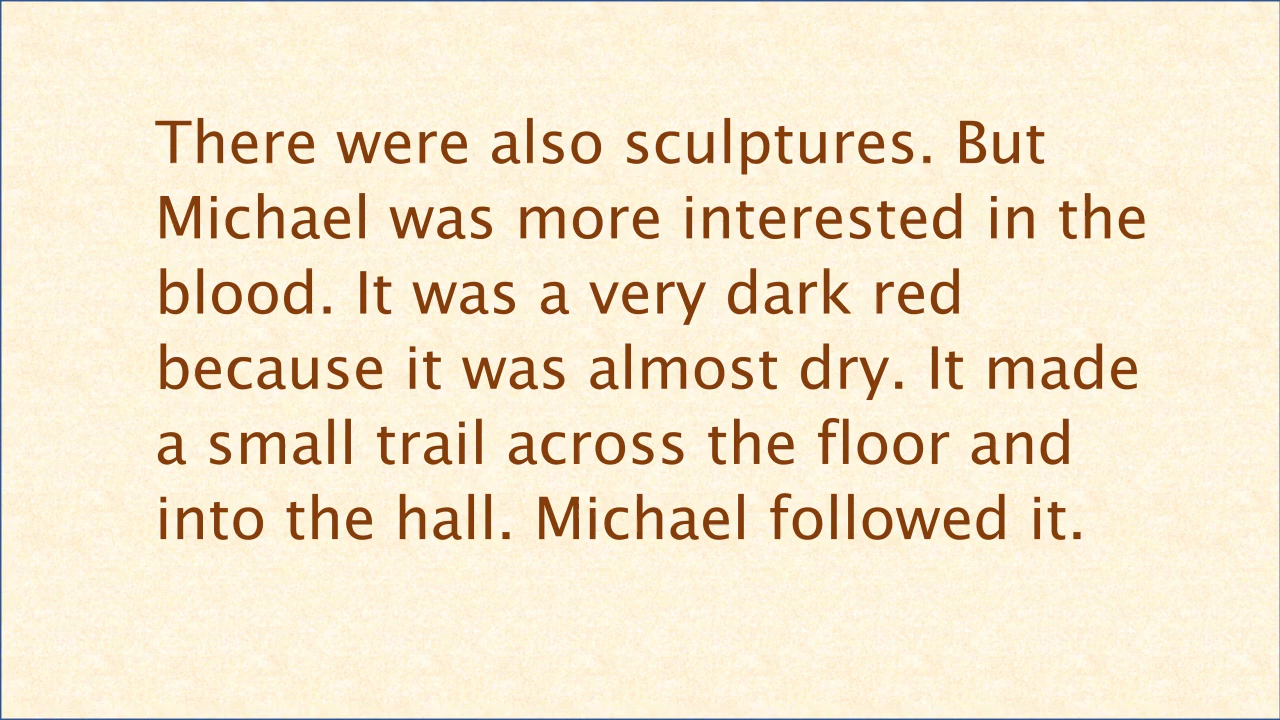 There were also sculptures. But
Michael was more interested in the
blood. It was a very dark red
because it was almost dry. It made
a small trail across the floor and
into the hall. Michael followed it.